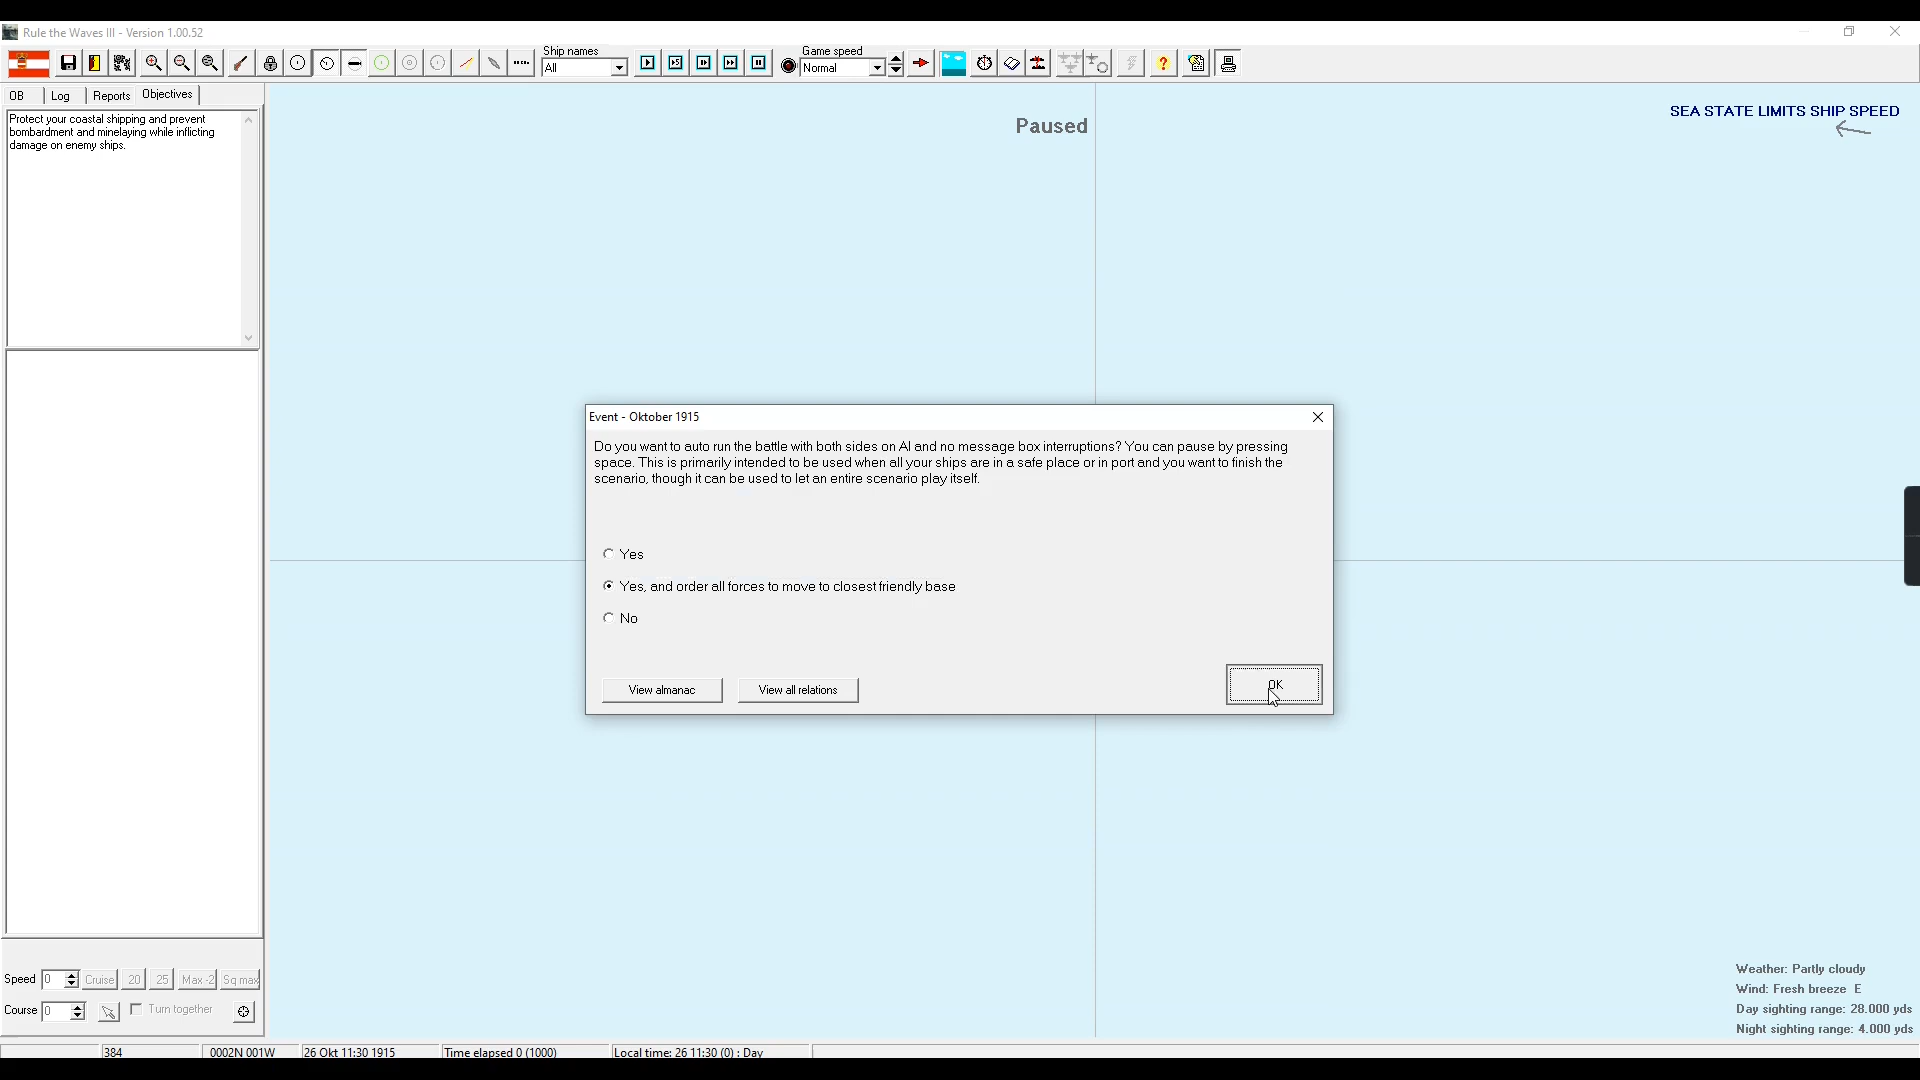 Rule the Waves III - Version 1.00.52
Ship names
All
Game speed
Normal
OB
Log
Reports
Objectives
Protect your coastal shipping and prevent
bombardment and minelaying while inflicting
damage on enemy ships.
Paused
SEA STATE LIMITS SHIP SPEED
Event - Oktober 1915
Do you want to auto run the battle with both sides on AI and no message box interruptions? You can pause by pressing
space. This is primarily intended to be used when all your ships are in a safe place or in port and you want to finish the
scenario, though it can be used to let an entire scenario play itself.
Yes
Yes, and order all forces to move to closest friendly base
No
View almanac
View all relations
OK
Weather: Partly cloudy
Wind: Fresh breeze E
Day sighting range: 28.000 yds
Night sighting range: 4.000 yds
Speed 0 Cruise 20 25 Max -2 Sq max
Course 0 Turn together
384
0002N 001W
26 Okt 11:30 1915
Time elapsed 0 (1000)
Local time: 26 11:30 (0) : Day